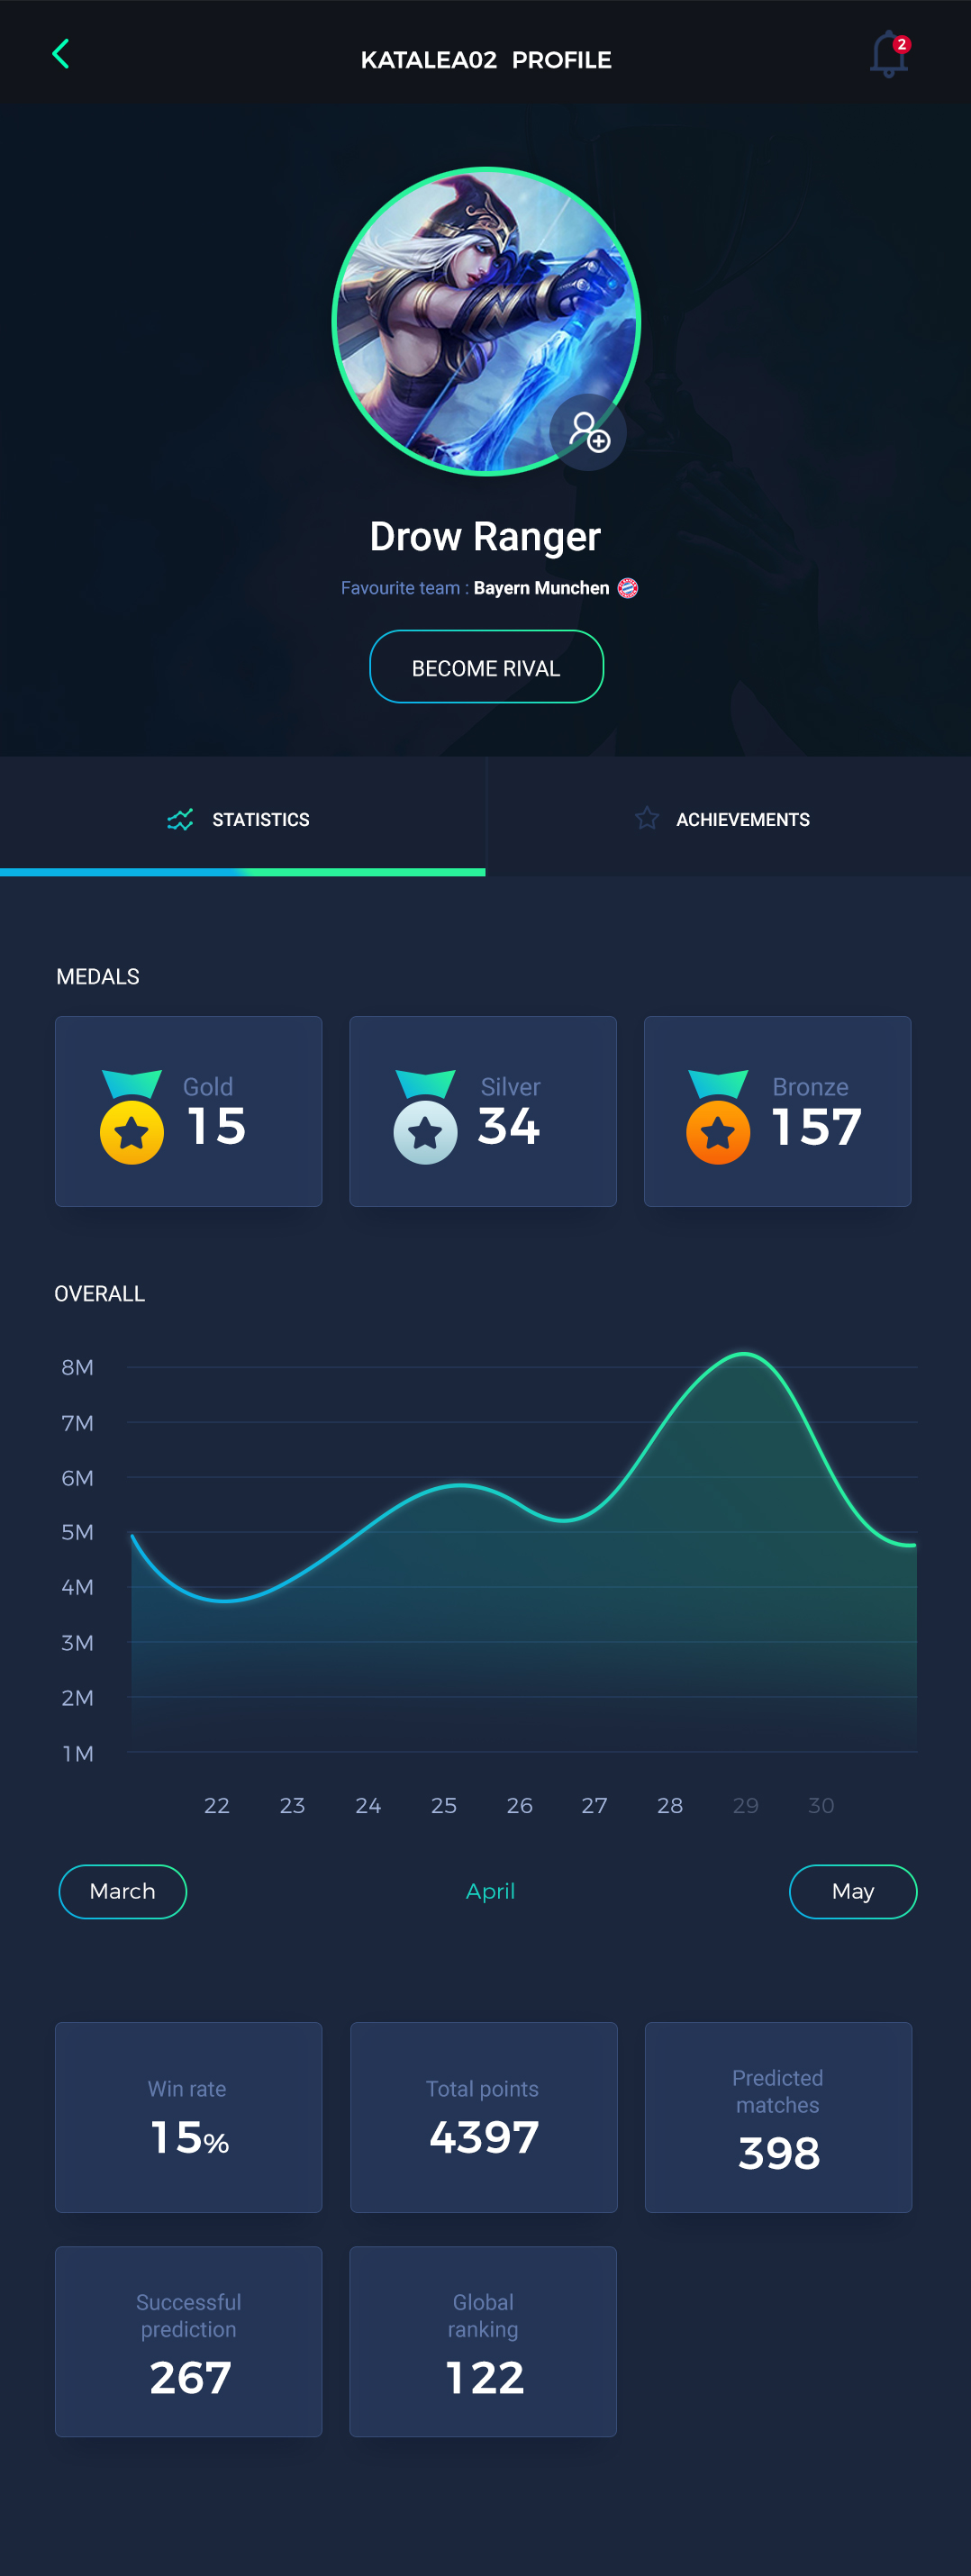 KATALEA02 PROFILE
2
Drow Ranger
Favourite team : Bayern Munchen
BECOME RIVAL
STATISTICS
ACHIEVEMENTS
MEDALS
Gold
15
Silver
34
Bronze
157
OVERALL
8M
7M
6M
5M
4M
3M
2M
1M
22 23 24 25 26 27 28 29 30
March
April
May
Win rate
15%
Total points
4397
Predicted
matches
398
Successful
prediction
267
Global
ranking
122